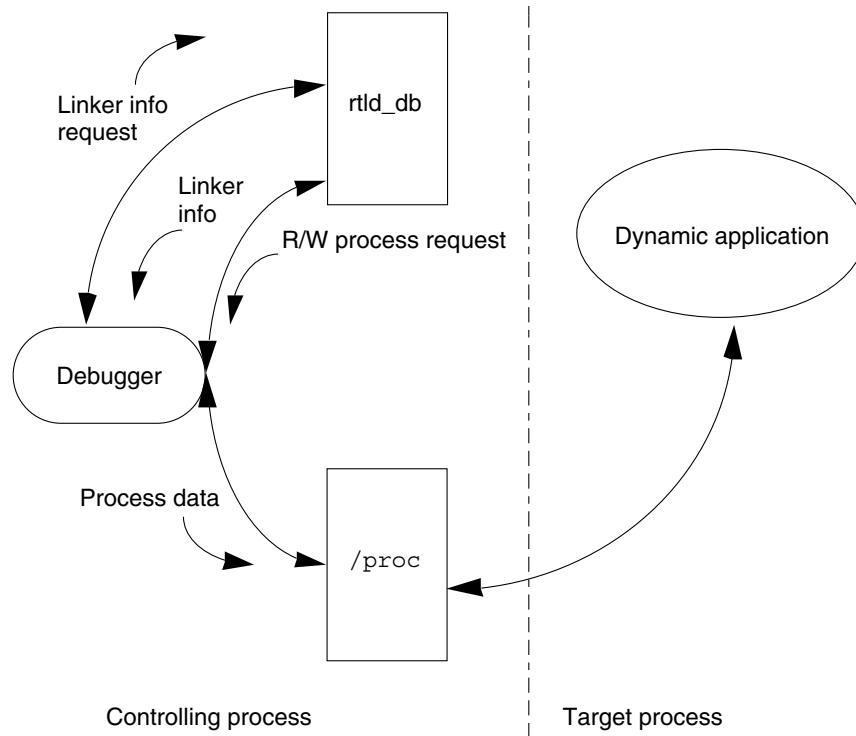 Linker info
request
rtld_db
Linker
info
R/W process request
Dynamic application
Debugger
Process data
/proc
Controlling process
Target process